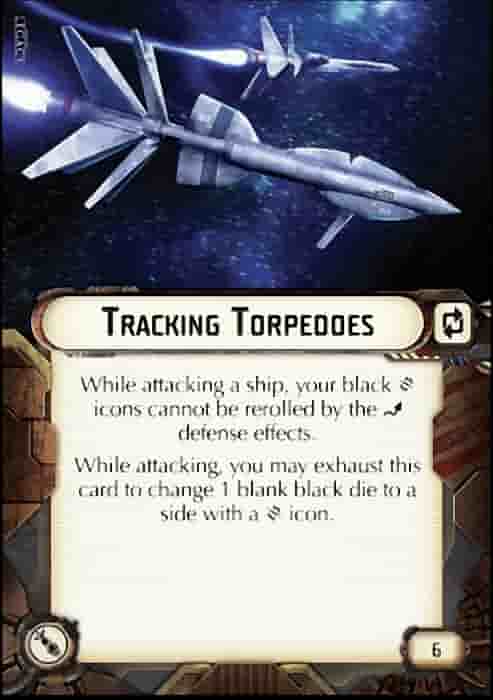 LEGACY
TRACKING TORPEDOES
While attacking a ship, your black
icons cannot be rerolled by the
defense effects.
While attacking, you may exhaust this
card to change 1 blank black die to a
side with a icon.
6